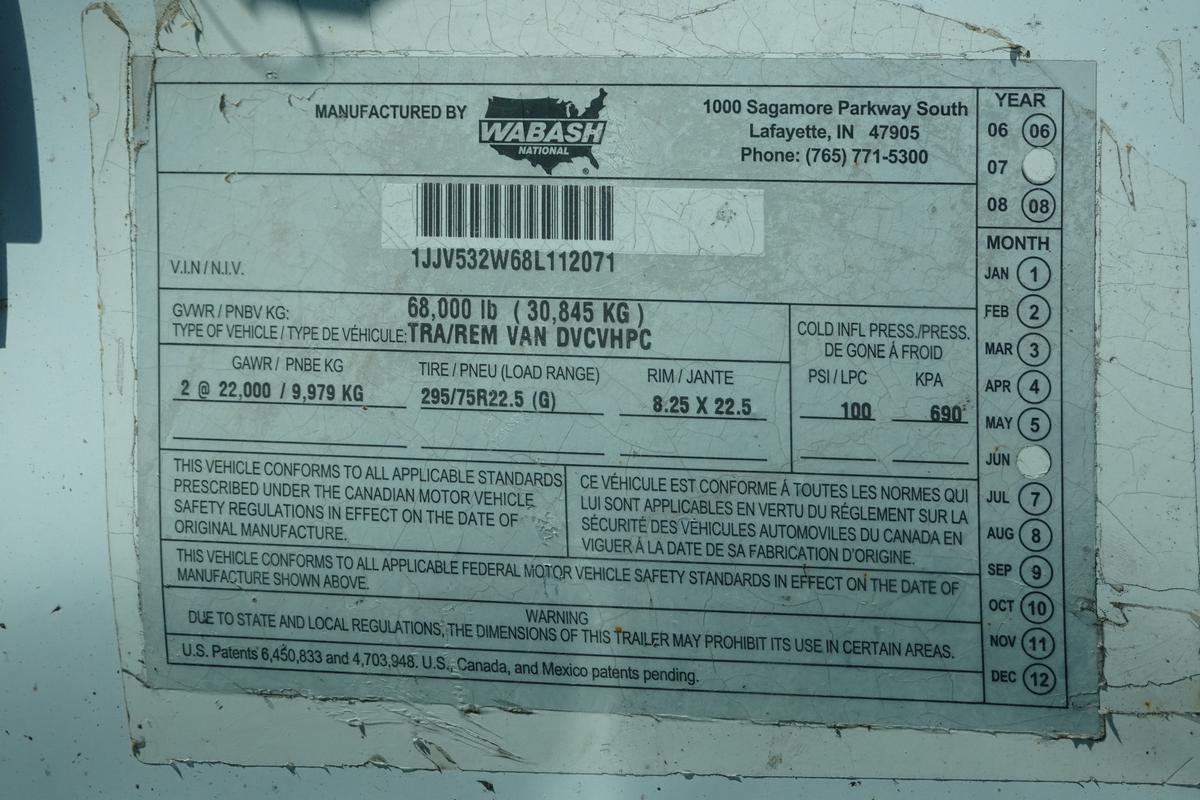 MANUFACTURED BY
WABASH
NATIONAL
®
1000 Sagamore Parkway South
Lafayette, IN 47905
Phone: (765) 771-5300
1JJV532W68L112071
V.I.N / N.I.V.
GVWR / PNBV KG: 68,000 lb ( 30,845 KG )
TYPE OF VEHICLE / TYPE DE VÉHICULE: TRA/REM VAN DVCVHPC
GAWR / PNBE KG
2 @ 22,000 / 9,979 KG
TIRE / PNEU (LOAD RANGE)
295/75R22.5 (G)
RIM / JANTE
8.25 X 22.5
COLD INFL PRESS./PRESS.
DE GONE À FROID
PSI / LPC KPA
100 690
THIS VEHICLE CONFORMS TO ALL APPLICABLE STANDARDS
PRESCRIBED UNDER THE CANADIAN MOTOR VEHICLE
SAFETY REGULATIONS IN EFFECT ON THE DATE OF
ORIGINAL MANUFACTURE.
CE VÉHICULE EST CONFORME À TOUTES LES NORMES QUI
LUI SONT APPLICABLES EN VERTU DU RÉGLEMENT SUR LA
SÉCURITÉ DES VÉHICULES AUTOMOVILES DU CANADA EN
VIGUER À LA DATE DE SA FABRICATION D'ORIGINE.
THIS VEHICLE CONFORMS TO ALL APPLICABLE FEDERAL MOTOR VEHICLE SAFETY STANDARDS IN EFFECT ON THE DATE OF
MANUFACTURE SHOWN ABOVE.
WARNING
DUE TO STATE AND LOCAL REGULATIONS, THE DIMENSIONS OF THIS TRAILER MAY PROHIBIT ITS USE IN CERTAIN AREAS.
U.S. Patents 6,450,833 and 4,703,948. U.S., Canada, and Mexico patents pending.
YEAR
06 06
07
08 08
MONTH
JAN 1
FEB 2
MAR 3
APR 4
MAY 5
JUN
JUL 7
AUG 8
SEP 9
OCT 10
NOV 11
DEC 12